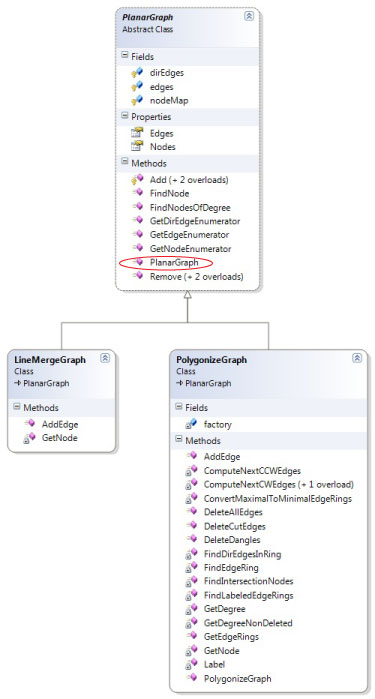 PlanarGraph
Abstract Class
Fields
dirEdges
edges
nodeMap
Properties
Edges
Nodes
Methods
Add (+ 2 overloads)
FindNode
FindNodesOfDegree
GetDirEdgeEnumerator
GetEdgeEnumerator
GetNodeEnumerator
PlanarGraph
Remove (+ 2 overloads)
LineMergeGraph
Class
PlanarGraph
Methods
AddEdge
GetNode
PolygonizeGraph
Class
PlanarGraph
Fields
factory
Methods
AddEdge
ComputeNextCCWEdges
ComputeNextCWEdges (+ 1 overload)
ConvertMaximalToMinimalEdgeRings
DeleteAllEdges
DeleteCutEdges
DeleteDangles
FindDirEdgesInRing
FindEdgeRing
FindIntersectionNodes
FindLabeledEdgeRings
GetDegree
GetDegreeNonDeleted
GetEdgeRings
GetNode
Label
PolygonizeGraph